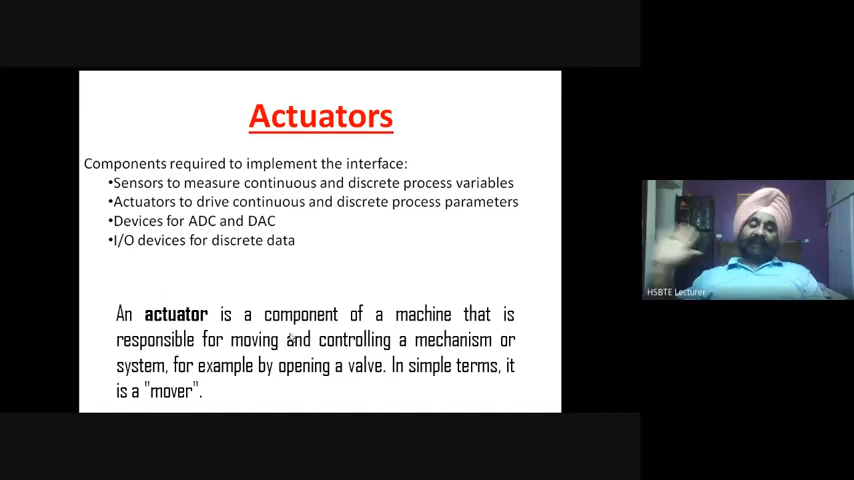 Actuators
Components required to implement the interface:
•Sensors to measure continuous and discrete process variables
•Actuators to drive continuous and discrete process parameters
•Devices for ADC and DAC
•I/O devices for discrete data
An actuator is a component of a machine that is
responsible for moving and controlling a mechanism or
system, for example by opening a valve. In simple terms, it
is a "mover".
HSBTE Lecturer